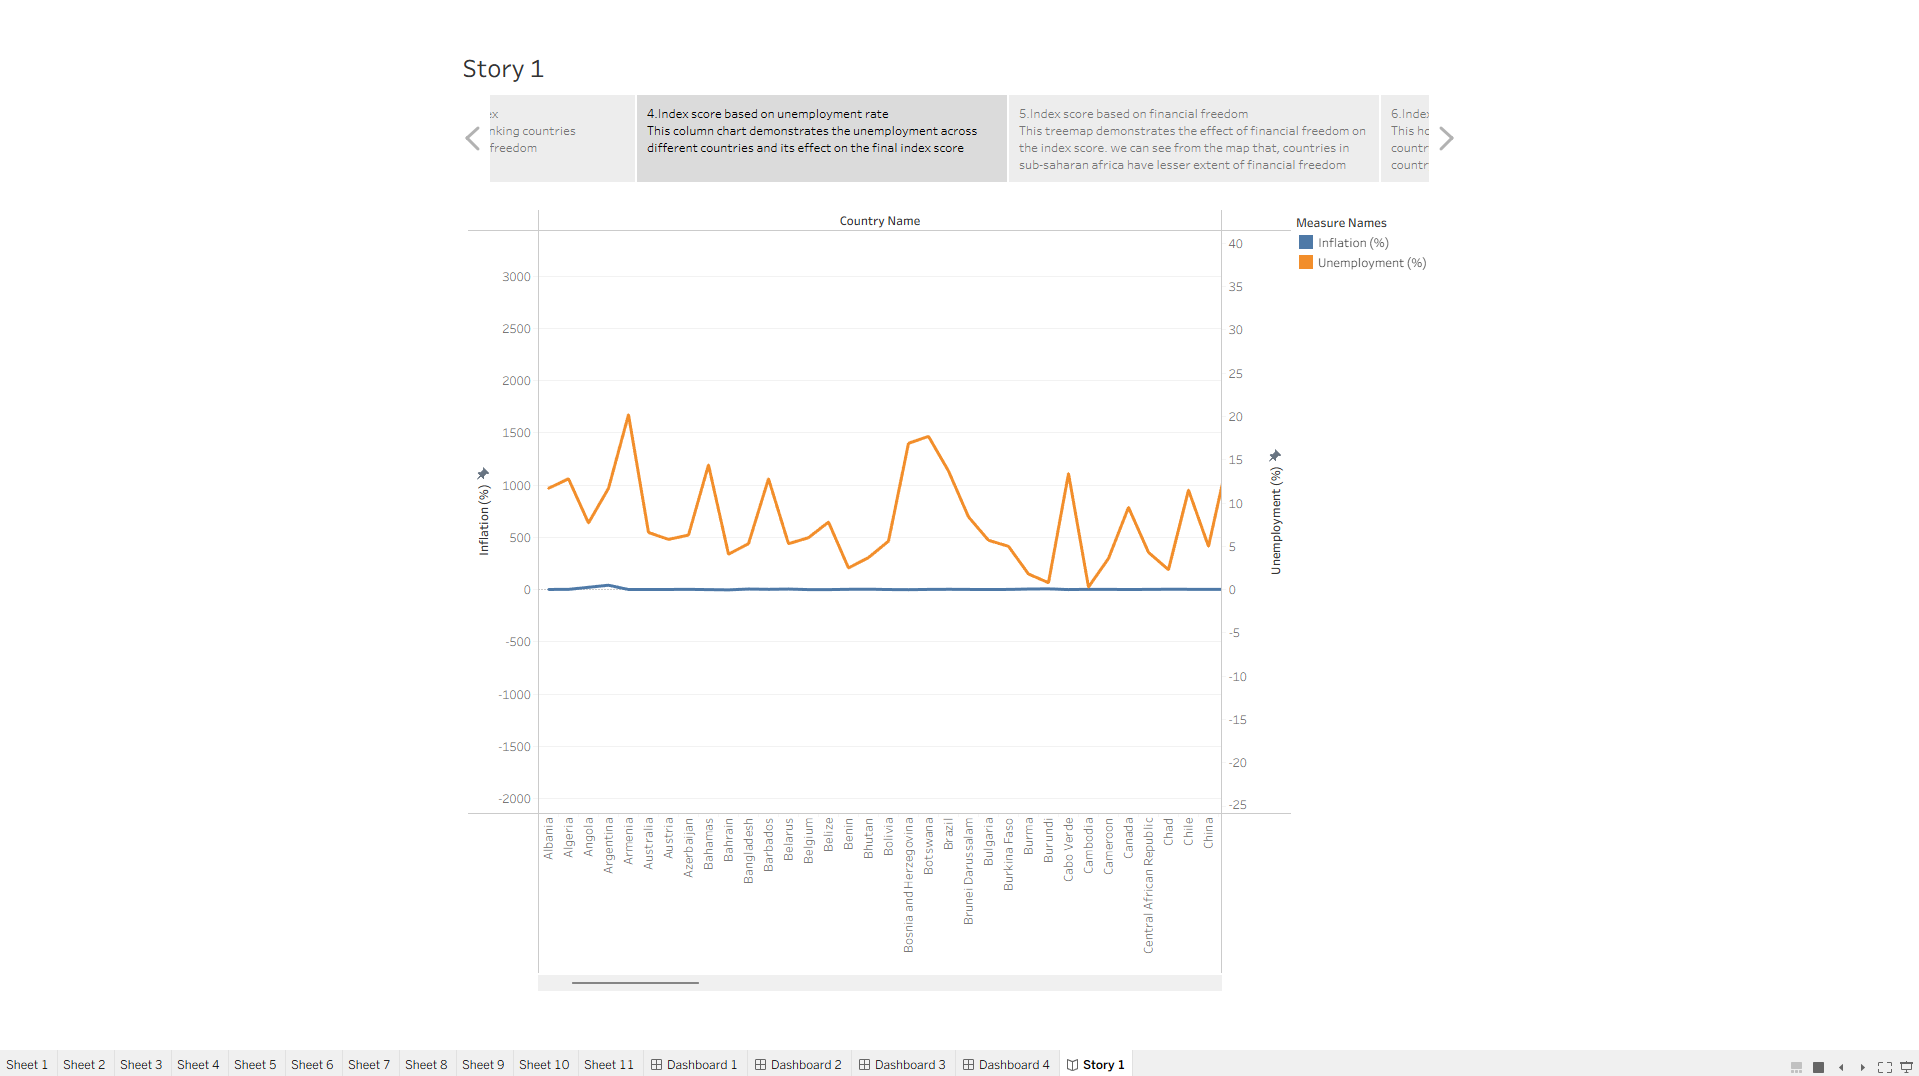 Story 1
nking countries
freedom
4.Index score based on unemployment rate
This column chart demonstrates the unemployment across
different countries and its effect on the final index score
5.Index score based on financial freedom
This treemap demonstrates the effect of financial freedom on
the index score. we can see from the map that, countries in
sub-saharan africa have lesser extent of financial freedom
6.Index
This ho
countr
countr
Country Name
Measure Names
Inflation (%)
Unemployment (%)
3000
2500
2000
1500
1000
500
0
-500
-1000
-1500
-2000
Inflation (%)
40
35
30
25
20
15
10
5
0
-5
-10
-15
-20
-25
Unemployment (%)
Albania
Algeria
Angola
Argentina
Armenia
Australia
Austria
Azerbaijan
Bahamas
Bahrain
Bangladesh
Barbados
Belarus
Belgium
Belize
Benin
Bhutan
Bolivia
Bosnia and Herzegovina
Botswana
Brazil
Brunei Darussalam
Bulgaria
Burkina Faso
Burma
Burundi
Cabo Verde
Cambodia
Cameroon
Canada
Central African Republic
Chad
Chile
China
Sheet 1
Sheet 2
Sheet 3
Sheet 4
Sheet 5
Sheet 6
Sheet 7
Sheet 8
Sheet 9
Sheet 10
Sheet 11
Dashboard 1
Dashboard 2
Dashboard 3
Dashboard 4
Story 1